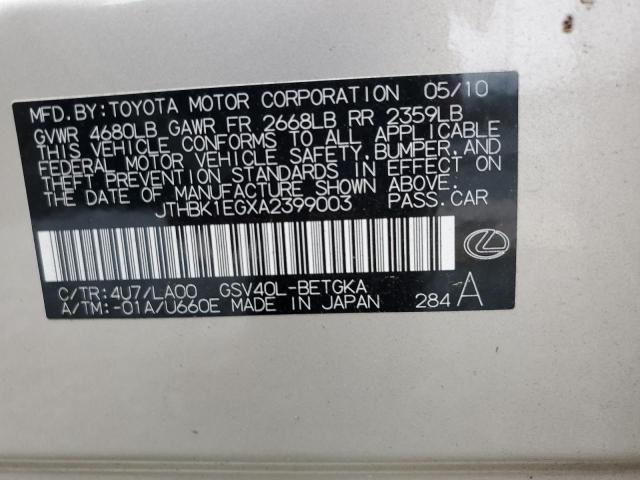 MFD. BY: TOYOTA MOTOR CORPORATION 05/10
GVWR 4680LB GAWR FR 2668LB RR 2359LB
THIS VEHICLE CONFORMS TO ALL APPLICABLE
FEDERAL MOTOR VEHICLE SAFETY, BUMPER, AND
THEFT PREVENTION STANDARDS IN EFFECT ON
THE DATE OF MANUFACTURE SHOWN ABOVE.
JTHBK1EGXA2399003 PASS. CAR
C/TR: 4U7/LA00 GSV40L-BETGKA
A/TM: -01A/U660E MADE IN JAPAN 284 A